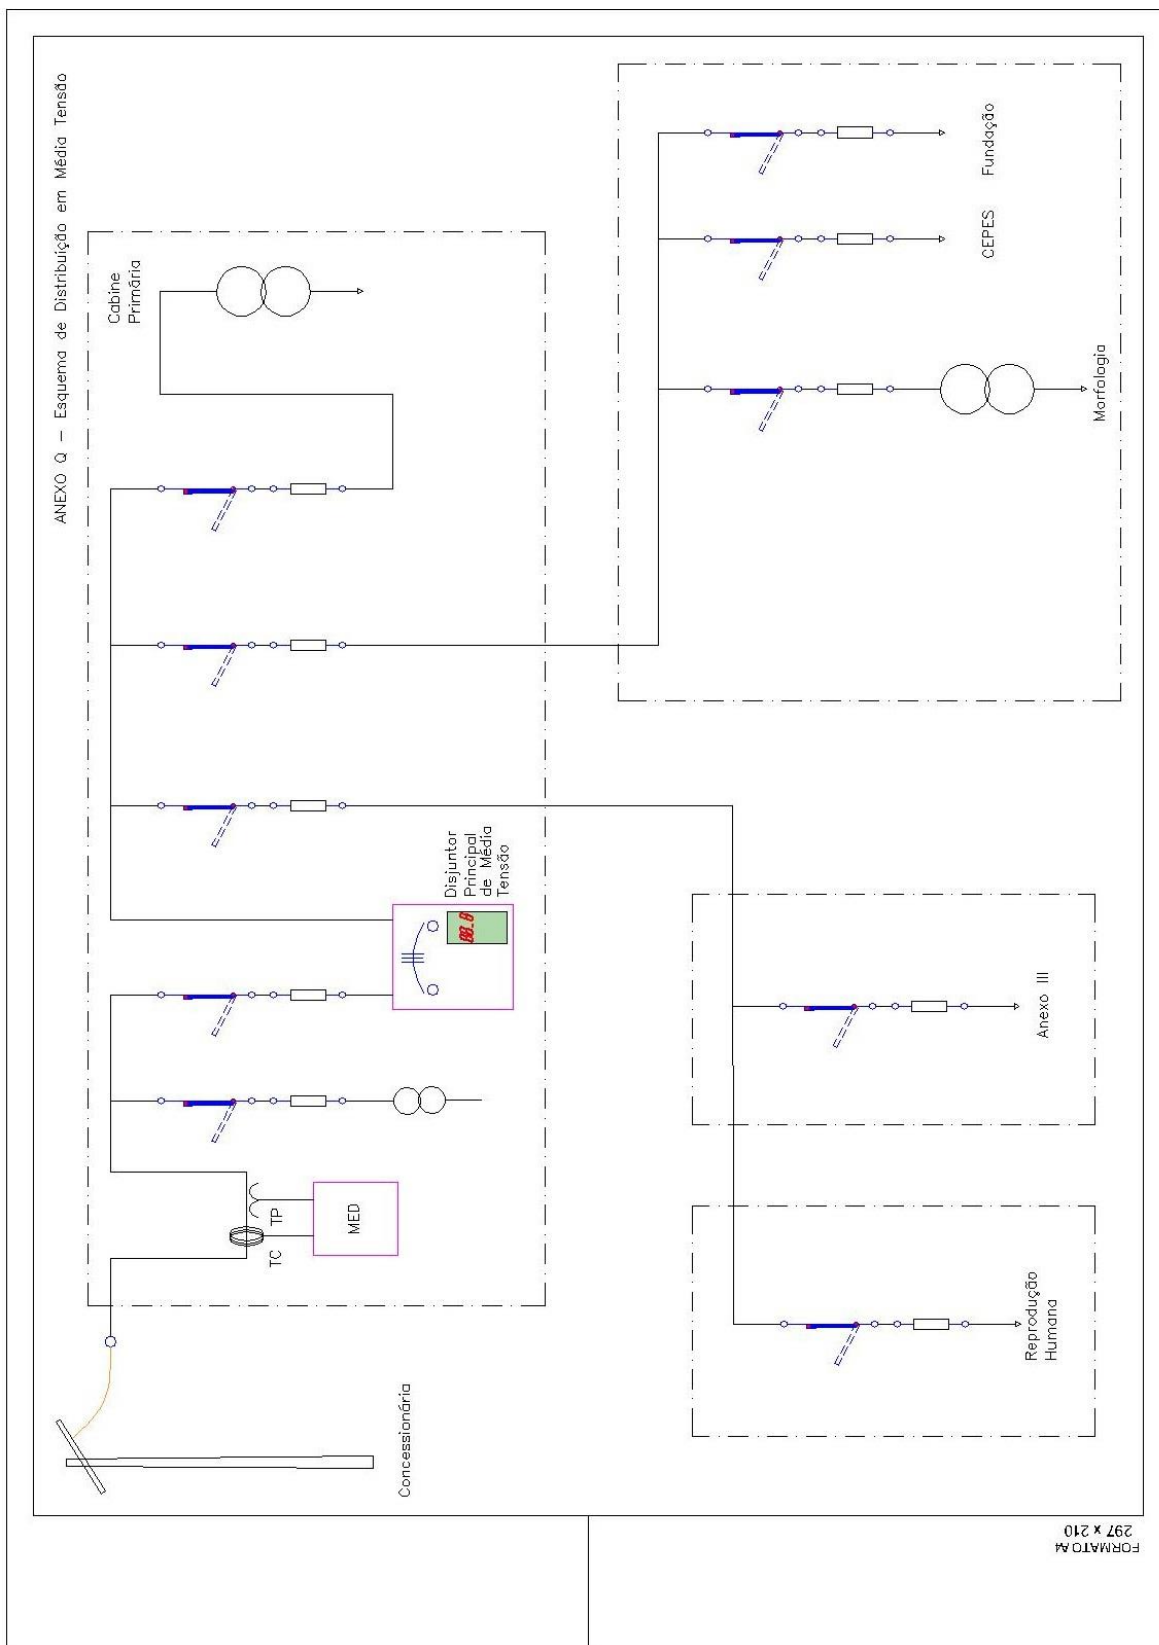 ANEXO Q – Esquema de Distribuição em Média Tensão
Concessionária
TC
TP
MED
Disjuntor
Principal
de Média
Tensão
Cabine
Primária
Reprodução
Humana
Anexo III
Morfologia
CEPES
Fundação
FORMATO A4
297 x 210